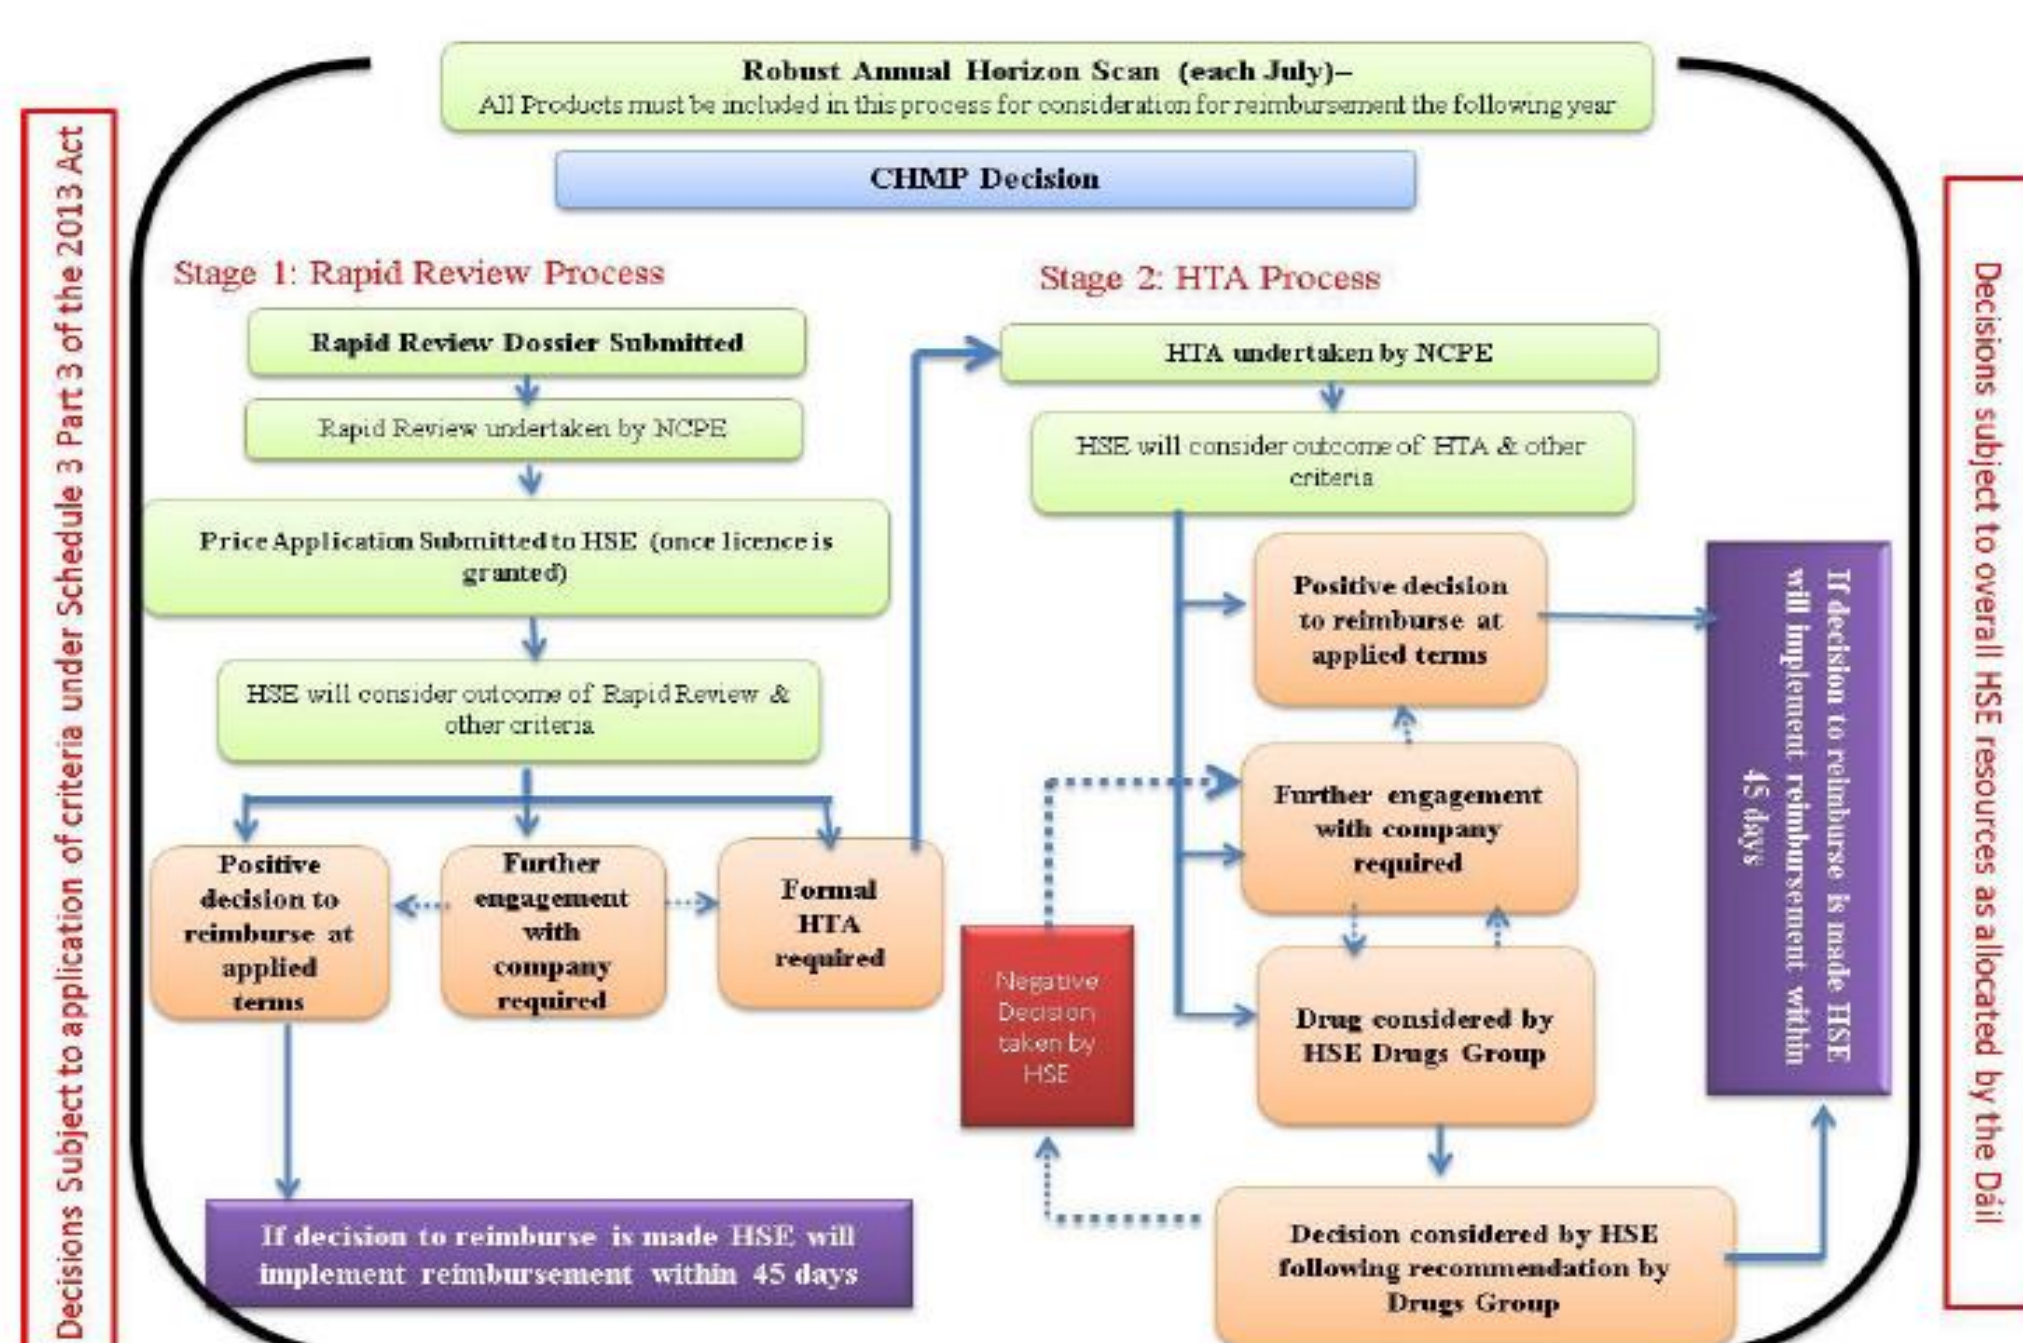 Robust Annual Horizon Scan (each July)–
All Products must be included in this process for consideration for reimbursement the following year
CHMP Decision
Decisions Subject to application of criteria under Schedule 3 Part 3 of the 2013 Act
Stage 1: Rapid Review Process
Rapid Review Dossier Submitted
Rapid Review undertaken by NCPE
Price Application Submitted to HSE (once licence is
granted)
HSE will consider outcome of Rapid Review &
other criteria
Positive
decision to
reimburse at
applied
terms
Further
engagement
with
company
required
Formal
HTA
required
If decision to reimburse is made HSE will
implement reimbursement within 45 days
Stage 2: HTA Process
HTA undertaken by NCPE
HSE will consider outcome of HTA & other
criteria
Positive decision
to reimburse at
applied terms
Further engagement
with company
required
Negative
Decision
taken by
HSE
Drug considered by
HSE Drugs Group
Decision considered by HSE
following recommendation by
Drugs Group
If decision to reimburse is made HSE
will implement reimbursement within
45 days
Decisions subject to overall HSE resources as allocated by the Dail